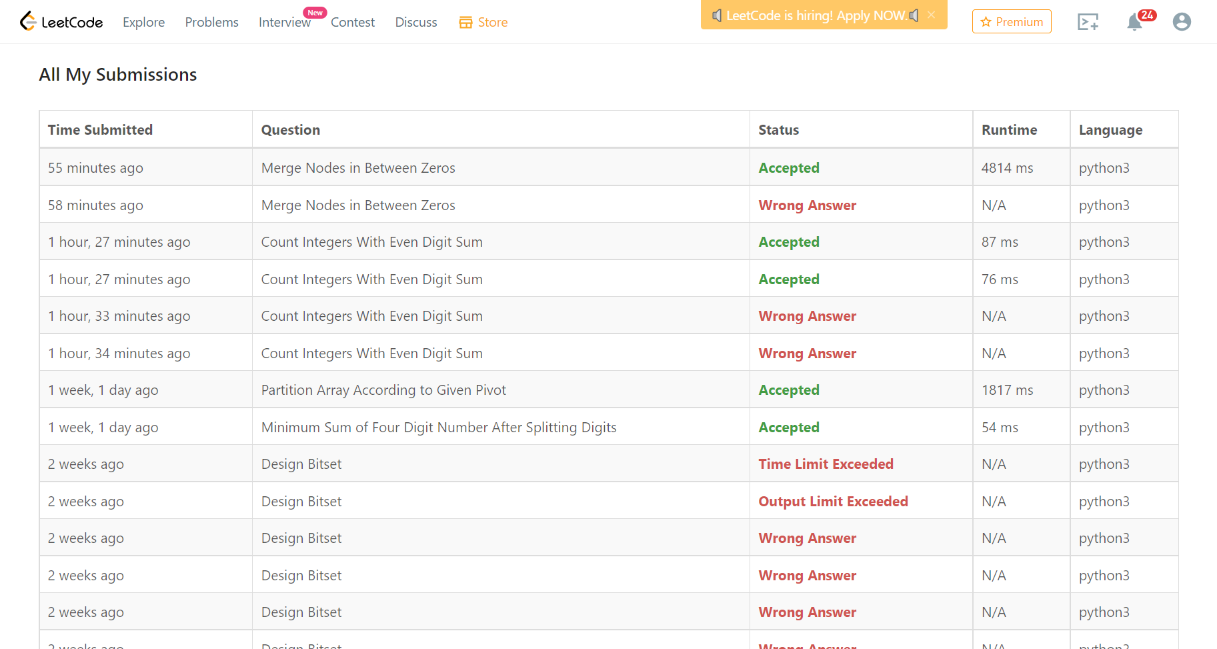 LeetCode Explore Problems Interview New Contest Discuss Store LeetCode is hiring! Apply NOW. × Premium 24
All My Submissions
Time Submitted Question Status Runtime Language
55 minutes ago Merge Nodes in Between Zeros Accepted 4814 ms python3
58 minutes ago Merge Nodes in Between Zeros Wrong Answer N/A python3
1 hour, 27 minutes ago Count Integers With Even Digit Sum Accepted 87 ms python3
1 hour, 27 minutes ago Count Integers With Even Digit Sum Accepted 76 ms python3
1 hour, 33 minutes ago Count Integers With Even Digit Sum Wrong Answer N/A python3
1 hour, 34 minutes ago Count Integers With Even Digit Sum Wrong Answer N/A python3
1 week, 1 day ago Partition Array According to Given Pivot Accepted 1817 ms python3
1 week, 1 day ago Minimum Sum of Four Digit Number After Splitting Digits Accepted 54 ms python3
2 weeks ago Design Bitset Time Limit Exceeded N/A python3
2 weeks ago Design Bitset Output Limit Exceeded N/A python3
2 weeks ago Design Bitset Wrong Answer N/A python3
2 weeks ago Design Bitset Wrong Answer N/A python3
2 weeks ago Design Bitset Wrong Answer N/A python3
2 weeks ago Design Bitset Wrong Answer N/A python3